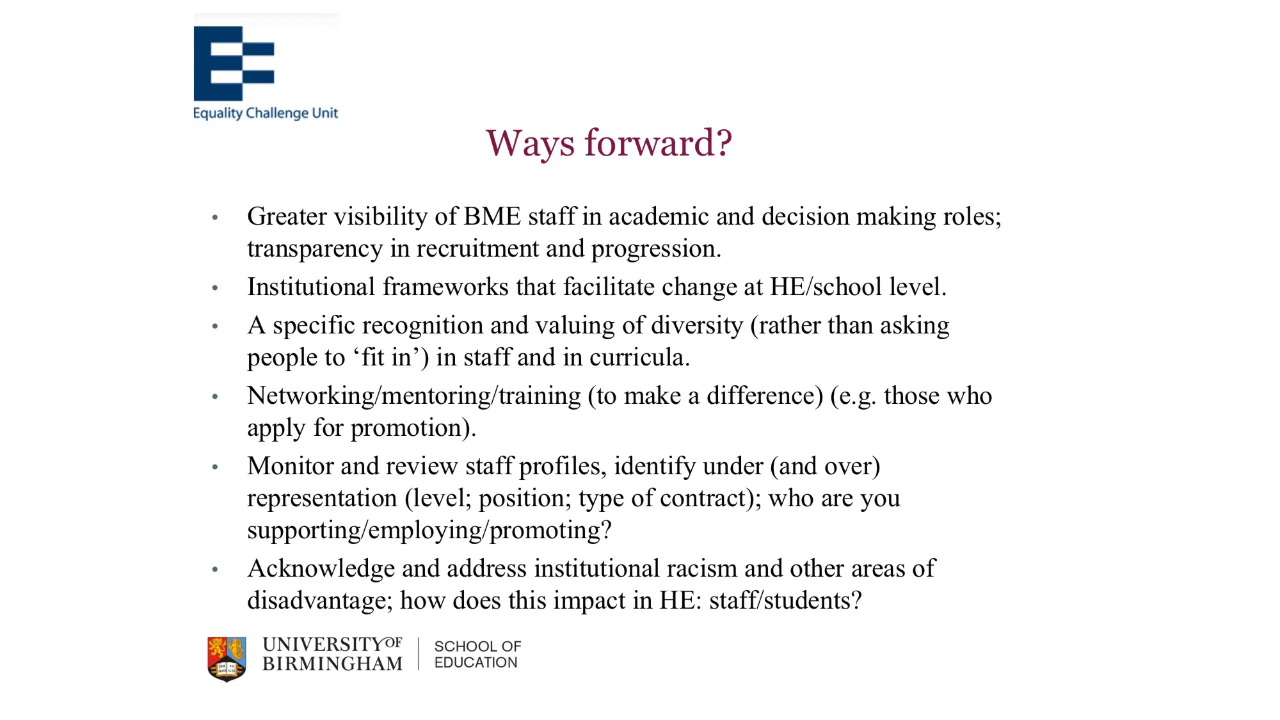 Equality Challenge Unit
Ways forward?
• Greater visibility of BME staff in academic and decision making roles;
transparency in recruitment and progression.
• Institutional frameworks that facilitate change at HE/school level.
• A specific recognition and valuing of diversity (rather than asking
people to ‘fit in’) in staff and in curricula.
• Networking/mentoring/training (to make a difference) (e.g. those who
apply for promotion).
• Monitor and review staff profiles, identify under (and over)
representation (level; position; type of contract); who are you
supporting/employing/promoting?
• Acknowledge and address institutional racism and other areas of
disadvantage; how does this impact in HE: staff/students?
UNIVERSITY OF
BIRMINGHAM
SCHOOL OF
EDUCATION